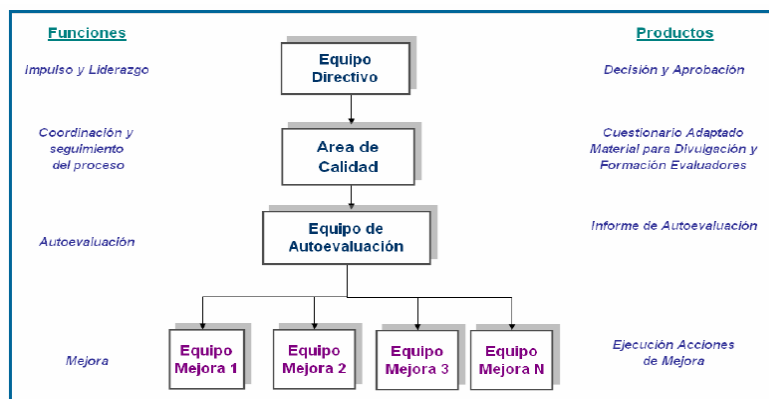 Funciones
Productos
Impulso y Liderazgo
Equipo
Directivo
Decisión y Aprobación
Coordinación y
seguimiento
del proceso
Area de
Calidad
Cuestionario Adaptado
Material para Divulgación y
Formación Evaluadores
Autoevaluación
Equipo de
Autoevaluación
Informe de Autoevaluación
Mejora
Equipo
Mejora 1
Equipo
Mejora 2
Equipo
Mejora 3
Equipo
Mejora N
Ejecución Acciones
de Mejora